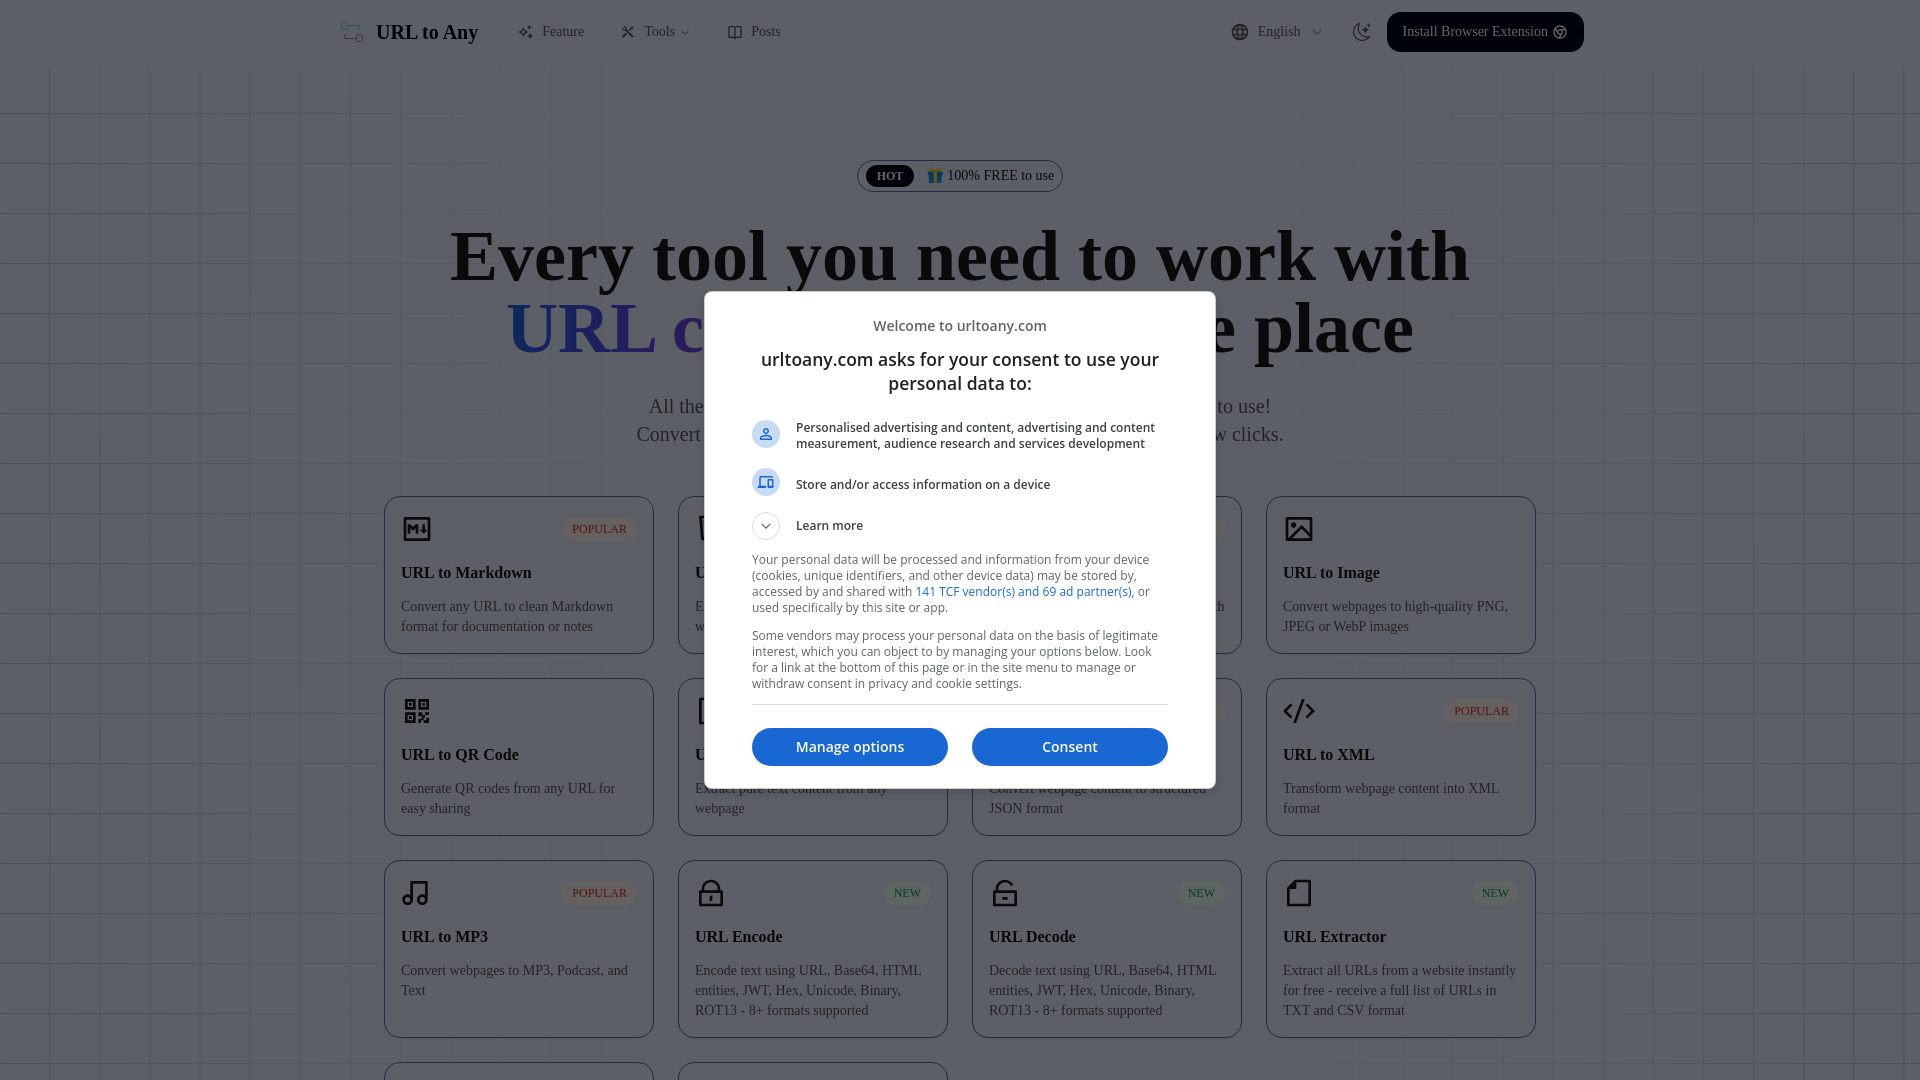 URL to Any
Feature
Tools
Posts
English
Install Browser Extension
HOT
100% FREE to use
Every tool you need to work with
URL place
All the to use!
Convert clicks.
Welcome to urltoany.com
urltoany.com asks for your consent to use your
personal data to:
Personalised advertising and content, advertising and content
measurement, audience research and services development
Store and/or access information on a device
Learn more
Your personal data will be processed and information from your device
(cookies, unique identifiers, and other device data) may be stored by,
accessed by and shared with 141 TCF vendor(s) and 69 ad partner(s), or
used specifically by this site or app.
Some vendors may process your personal data on the basis of legitimate
interest, which you can object to by managing your options below. Look
for a link at the bottom of this page or in the site menu to manage or
withdraw consent in privacy and cookie settings.
Manage options
Consent
POPULAR
URL to Markdown
Convert any URL to clean Markdown
format for documentation or notes
URL to Image
Convert webpages to high-quality PNG,
JPEG or WebP images
URL to QR Code
Generate QR codes from any URL for
easy sharing
Extract pure text content from any
webpage
Convert webpage content to structured
JSON format
POPULAR
URL to XML
Transform webpage content into XML
format
POPULAR
URL to MP3
Convert webpages to MP3, Podcast, and
Text
NEW
URL Encode
Encode text using URL, Base64, HTML
entities, JWT, Hex, Unicode, Binary,
ROT13 - 8+ formats supported
NEW
URL Decode
Decode text using URL, Base64, HTML
entities, JWT, Hex, Unicode, Binary,
ROT13 - 8+ formats supported
NEW
URL Extractor
Extract all URLs from a website instantly
for free - receive a full list of URLs in
TXT and CSV format